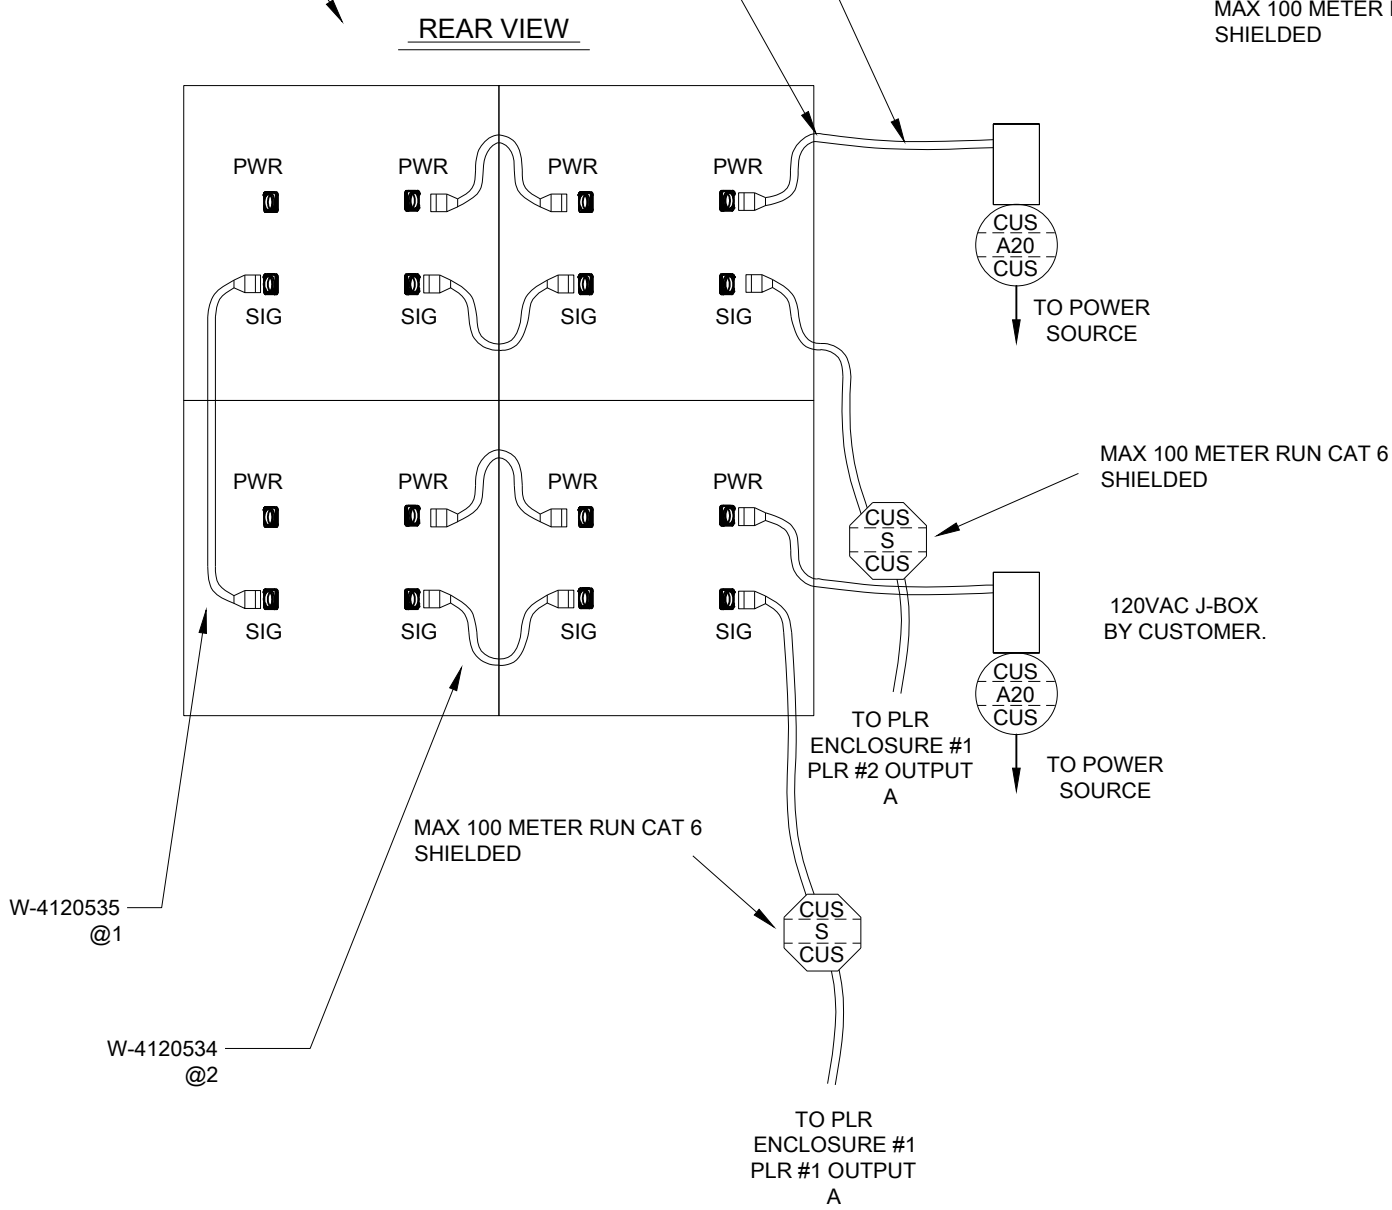 MAX 100 METER
SHIELDED
REAR VIEW
PWR PWR PWR PWR
CUS
A20
CUS
SIG SIG SIG SIG
TO POWER
SOURCE
MAX 100 METER RUN CAT 6
SHIELDED
PWR PWR PWR PWR
CUS
S
CUS
120VAC J-BOX
BY CUSTOMER.
SIG SIG SIG SIG
CUS
A20
CUS
TO PLR
ENCLOSURE #1
PLR #2 OUTPUT
A
TO POWER
SOURCE
MAX 100 METER RUN CAT 6
SHIELDED
W-4120535
@1
CUS
S
CUS
W-4120534
@2
TO PLR
ENCLOSURE #1
PLR #1 OUTPUT
A